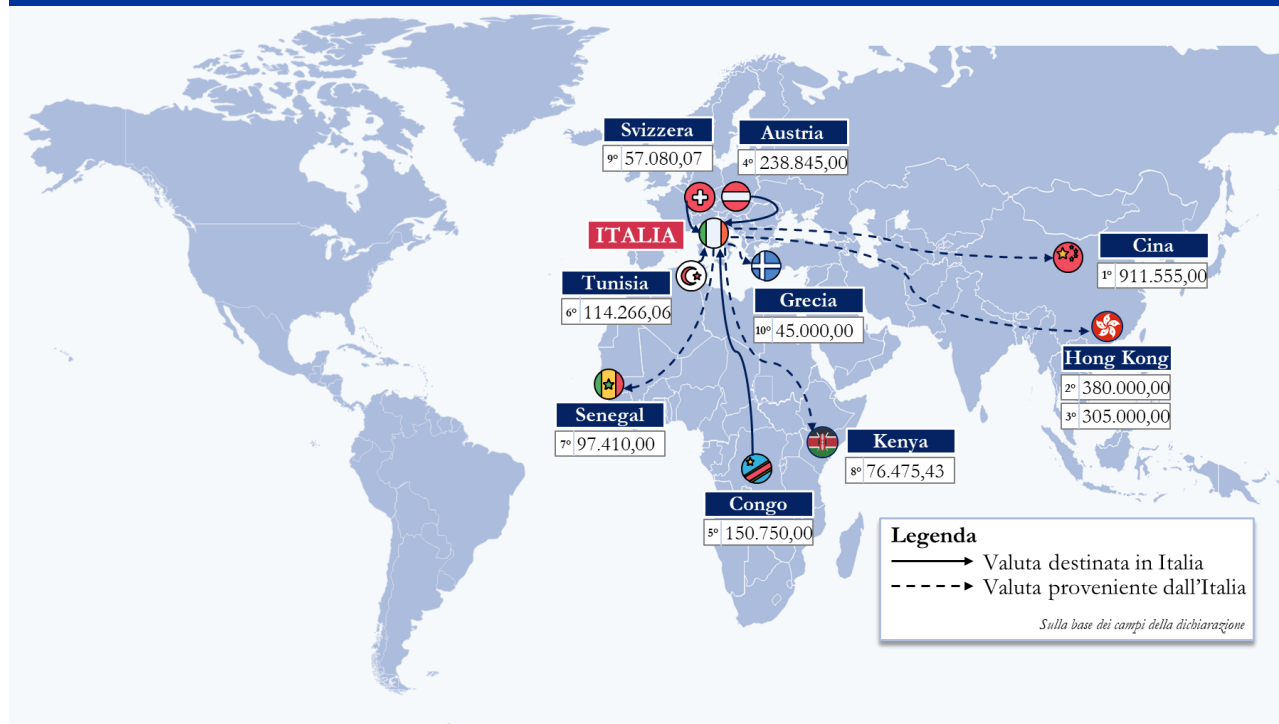 Svizzera
9° 57.080,07
Austria
4° 238.845,00
ITALIA
Cina
1° 911.555,00
Tunisia
6° 114.266,06
Grecia
10° 45.000,00
Hong Kong
2° 380.000,00
3° 305.000,00
Senegal
7° 97.410,00
Kenya
8° 76.475,43
Congo
5° 150.750,00
Legenda
Valuta destinata in Italia
Valuta proveniente dall'Italia
Sulla base dei campi della dichiarazione